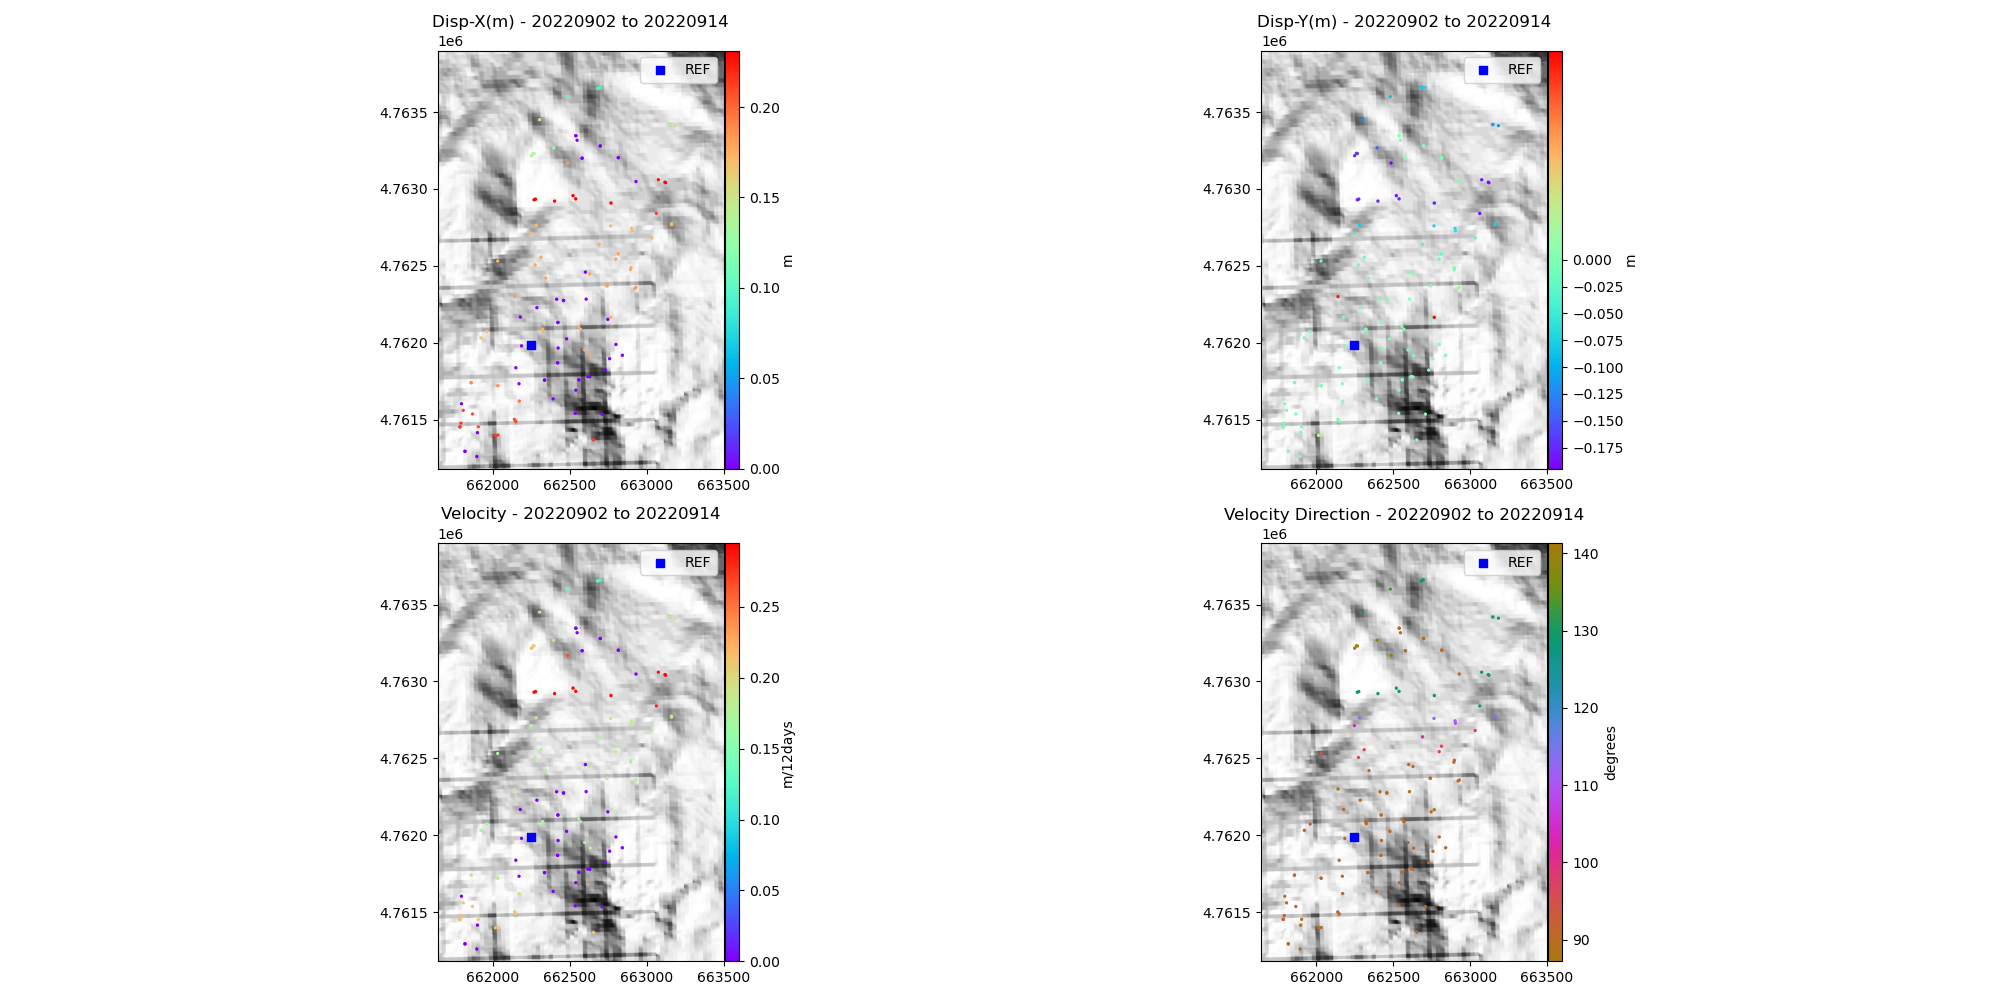 Disp-X(m) - 20220902 to 20220914
1e6
REF
4.7635
4.7630
4.7625
4.7620
4.7615
662000 662500 663000 663500
0.20
0.15
0.10
0.05
0.00
m
Disp-Y(m) - 20220902 to 20220914
1e6
REF
4.7635
4.7630
4.7625
4.7620
4.7615
662000 662500 663000 663500
0.000
−0.025
−0.050
−0.075
−0.100
−0.125
−0.150
−0.175
m
Velocity - 20220902 to 20220914
1e6
REF
4.7635
4.7630
4.7625
4.7620
4.7615
662000 662500 663000 663500
0.25
0.20
0.15
0.10
0.05
0.00
m/12days
Velocity Direction - 20220902 to 20220914
1e6
REF
4.7635
4.7630
4.7625
4.7620
4.7615
662000 662500 663000 663500
140
130
120
110
100
90
degrees